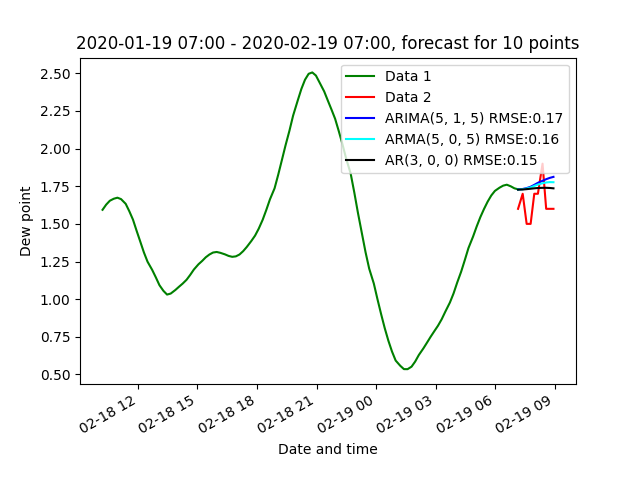 2020-01-19 07:00 - 2020-02-19 07:00, forecast for 10 points
Data 1
Data 2
ARIMA(5, 1, 5) RMSE:0.17
ARMA(5, 0, 5) RMSE:0.16
AR(3, 0, 0) RMSE:0.15
Dew point
2.50
2.25
2.00
1.75
1.50
1.25
1.00
0.75
0.50
02-18 12
02-18 15
02-18 18
02-18 21
02-19 00
02-19 03
02-19 06
02-19 09
Date and time